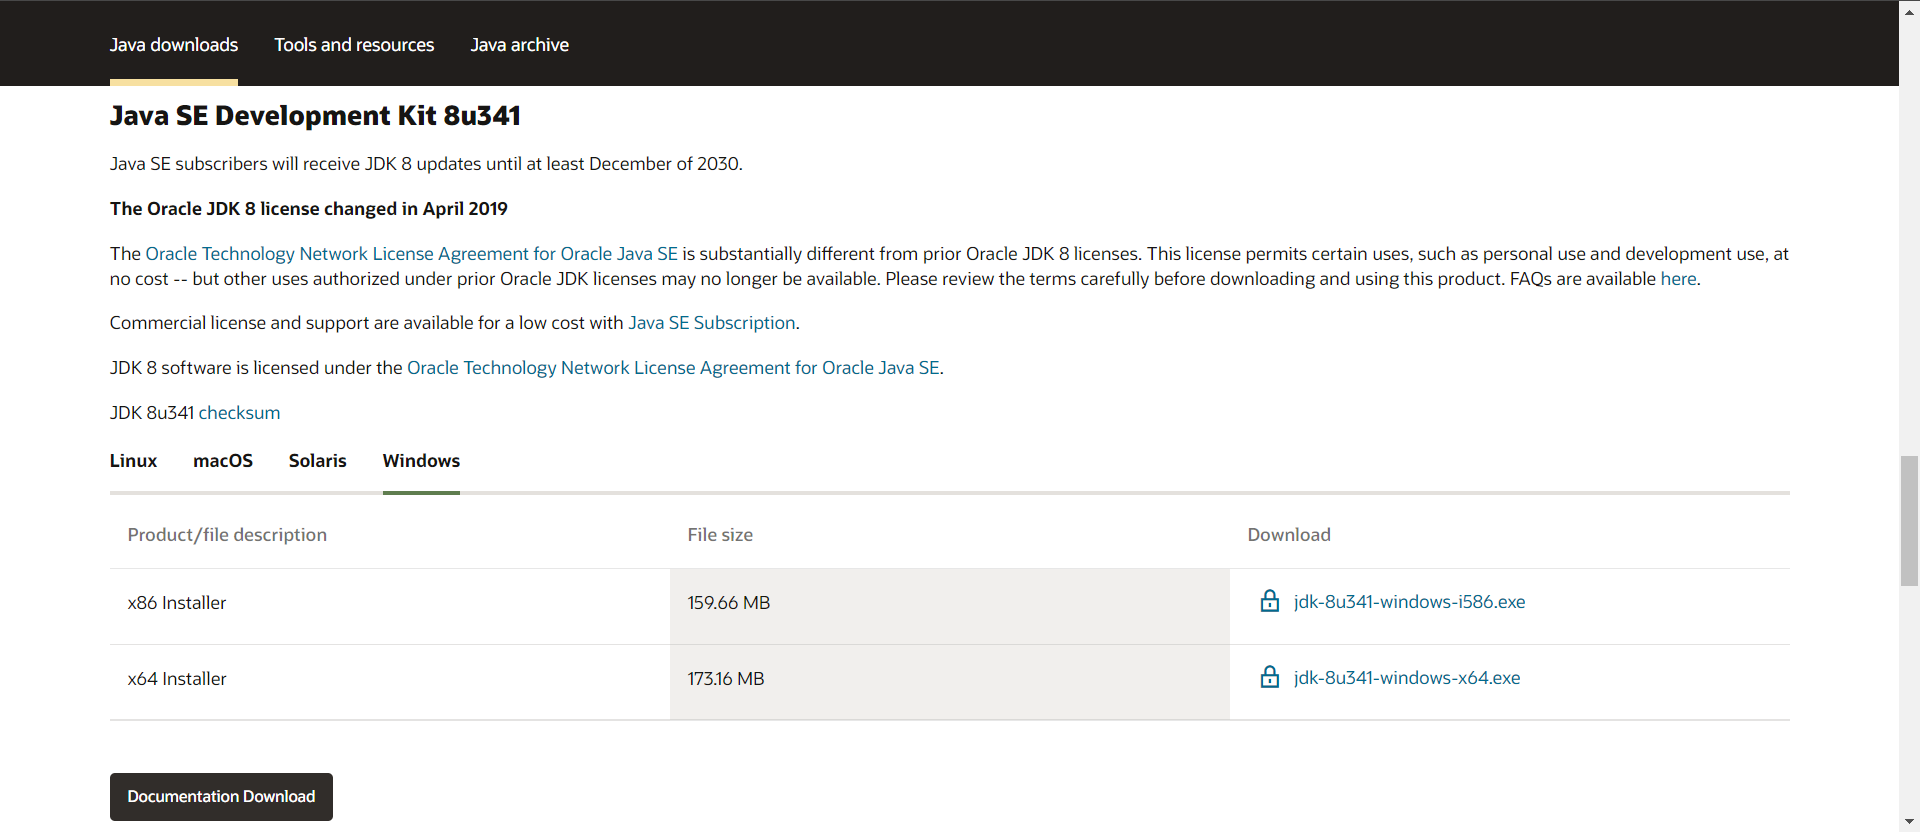 Java downloads Tools and resources Java archive
Java SE Development Kit 8u341
Java SE subscribers will receive JDK 8 updates until at least December of 2030.
The Oracle JDK 8 license changed in April 2019
The Oracle Technology Network License Agreement for Oracle Java SE is substantially different from prior Oracle JDK 8 licenses. This license permits certain uses, such as personal use and development use, at
no cost -- but other uses authorized under prior Oracle JDK licenses may no longer be available. Please review the terms carefully before downloading and using this product. FAQs are available here.
Commercial license and support are available for a low cost with Java SE Subscription.
JDK 8 software is licensed under the Oracle Technology Network License Agreement for Oracle Java SE.
JDK 8u341 checksum
Linux macOS Solaris Windows
Product/file description File size Download
x86 Installer 159.66 MB jdk-8u341-windows-i586.exe
x64 Installer 173.16 MB jdk-8u341-windows-x64.exe
Documentation Download